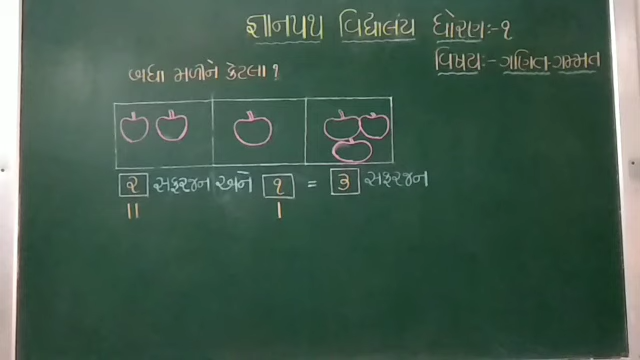 જ્ઞાનપથ વિદ્યાલય ધોરણ:-૧
વિષય:- ગણિત-ગમ્મત
બધા મળીને કેટલા ?
૨ સફરજન અને ૧ = ૩ સફરજન
|| |